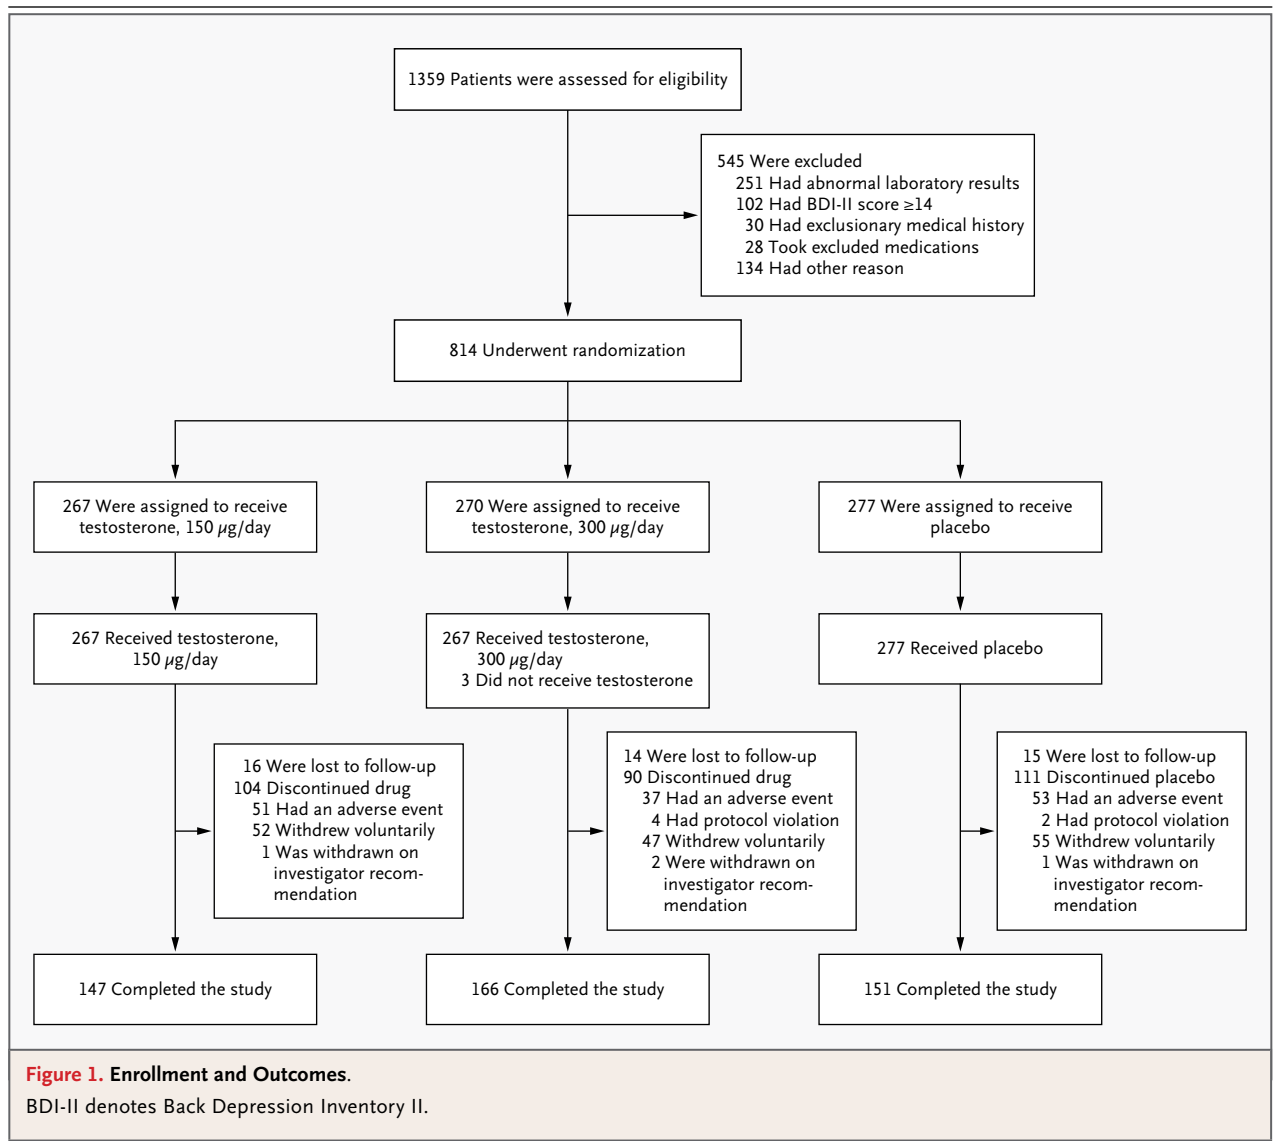 1359 Patients were assessed for eligibility
545 Were excluded
251 Had abnormal laboratory results
102 Had BDI-II score ≥14
30 Had exclusionary medical history
28 Took excluded medications
134 Had other reason
814 Underwent randomization
267 Were assigned to receive
testosterone, 150 µg/day
270 Were assigned to receive
testosterone, 300 µg/day
277 Were assigned to receive
placebo
267 Received testosterone,
150 µg/day
267 Received testosterone,
300 µg/day
3 Did not receive testosterone
277 Received placebo
16 Were lost to follow-up
104 Discontinued drug
51 Had an adverse event
52 Withdrew voluntarily
1 Was withdrawn on
investigator recom-
mendation
14 Were lost to follow-up
90 Discontinued drug
37 Had an adverse event
4 Had protocol violation
47 Withdrew voluntarily
2 Were withdrawn on
investigator recom-
mendation
15 Were lost to follow-up
111 Discontinued placebo
53 Had an adverse event
2 Had protocol violation
55 Withdrew voluntarily
1 Was withdrawn on
investigator recom-
mendation
147 Completed the study
166 Completed the study
151 Completed the study
Figure 1. Enrollment and Outcomes.
BDI-II denotes Back Depression Inventory II.